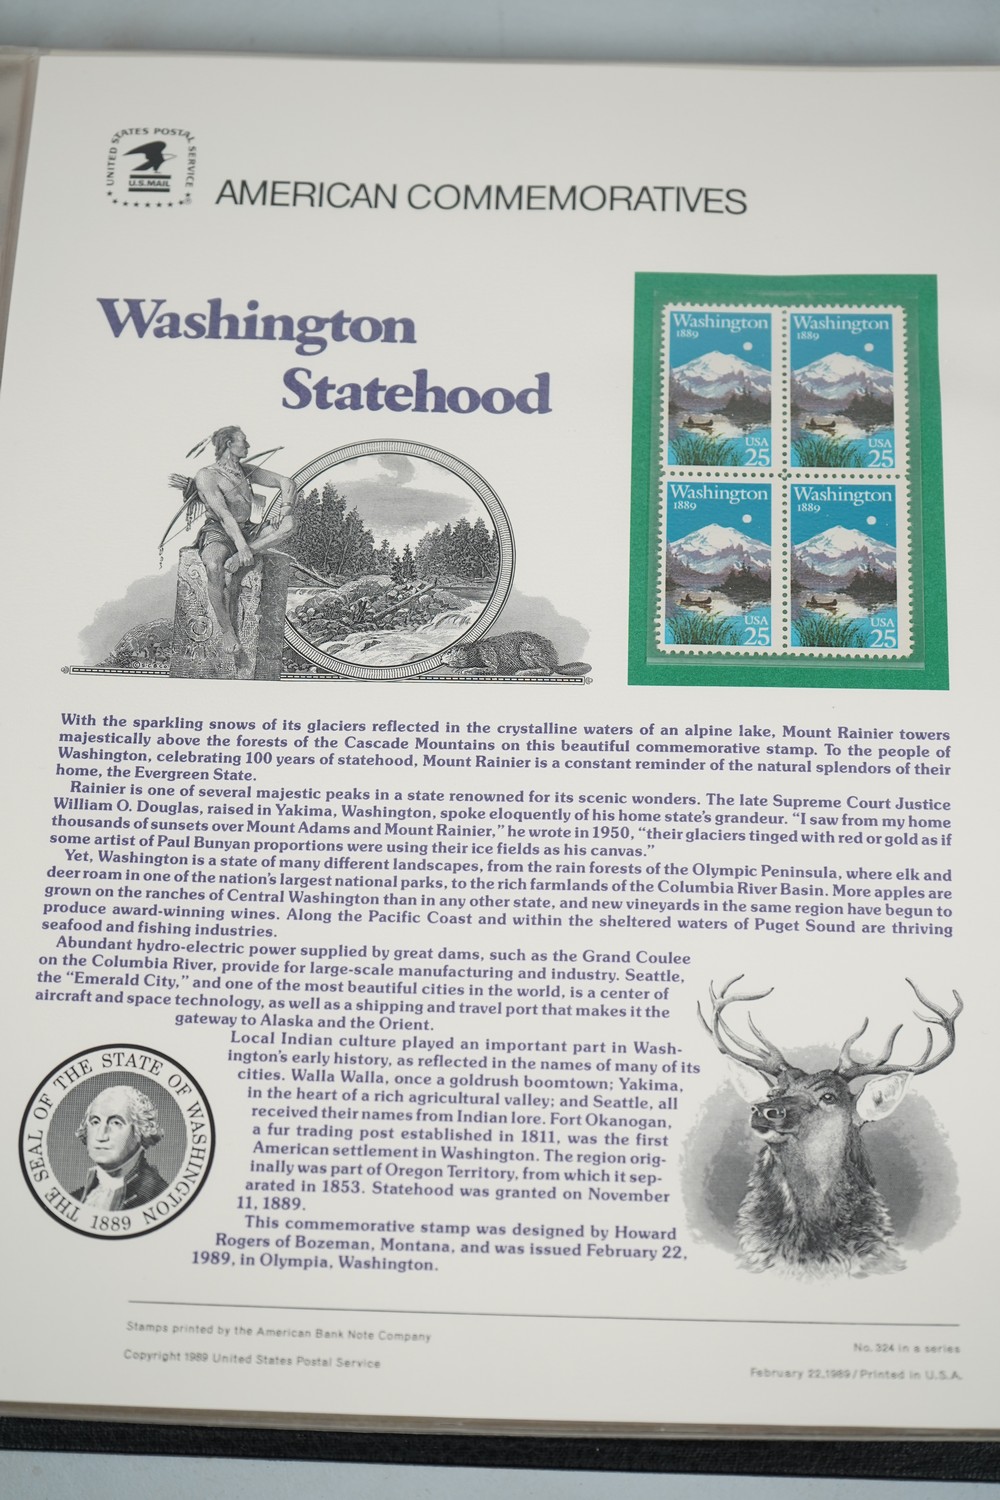 UNITED STATES POSTAL SERVICE
U.S.MAIL
AMERICAN COMMEMORATIVES
Washington
Statehood
Washington
1889
USA
25
Washington
1889
USA
25
Washington
1889
USA
25
Washington
1889
USA
25
With the sparkling snows of its glaciers reflected in the crystalline waters of an alpine lake, Mount Rainier towers
majestically above the forests of the Cascade Mountains on this beautiful commemorative stamp. To the people of
Washington, celebrating 100 years of statehood, Mount Rainier is a constant reminder of the natural splendors of their
home, the Evergreen State.
Rainier is one of several majestic peaks in a state renowned for its scenic wonders. The late Supreme Court Justice
William O. Douglas, raised in Yakima, Washington, spoke eloquently of his home state's grandeur. "I saw from my home
thousands of sunsets over Mount Adams and Mount Rainier," he wrote in 1950, "their glaciers tinged with red or gold as if
some artist of Paul Bunyan proportions were using their ice fields as his canvas."
Yet, Washington is a state of many different landscapes, from the rain forests of the Olympic Peninsula, where elk and
deer roam in one of the nation's largest national parks, to the rich farmlands of the Columbia River Basin. More apples are
grown on the ranches of Central Washington than in any other state, and new vineyards in the same region have begun to
produce award-winning wines. Along the Pacific Coast and within the sheltered waters of Puget Sound are thriving
seafood and fishing industries.
Abundant hydro-electric power supplied by great dams, such as the Grand Coulee
on the Columbia River, provide for large-scale manufacturing and industry. Seattle,
the "Emerald City," and one of the most beautiful cities in the world, is a center of
aircraft and space technology, as well as a shipping and travel port that makes it the
gateway to Alaska and the Orient.
Local Indian culture played an important part in Wash-
ington's early history, as reflected in the names of many of its
cities. Walla Walla, once a goldrush boomtown; Yakima,
in the heart of a rich agricultural valley; and Seattle, all
received their names from Indian lore. Fort Okanogan,
a fur trading post established in 1811, was the first
American settlement in Washington. The region orig-
inally was part of Oregon Territory, from which it sep-
arated in 1853. Statehood was granted on November
11, 1889.
This commemorative stamp was designed by Howard
Rogers of Bozeman, Montana, and was issued February 22,
1989, in Olympia, Washington.
THE SEAL OF THE STATE OF WASHINGTON
1889
Stamps printed by the American Bank Note Company
Copyright 1989 United States Postal Service
No. 324 in a series
February 22, 1989 / Printed in U.S.A.